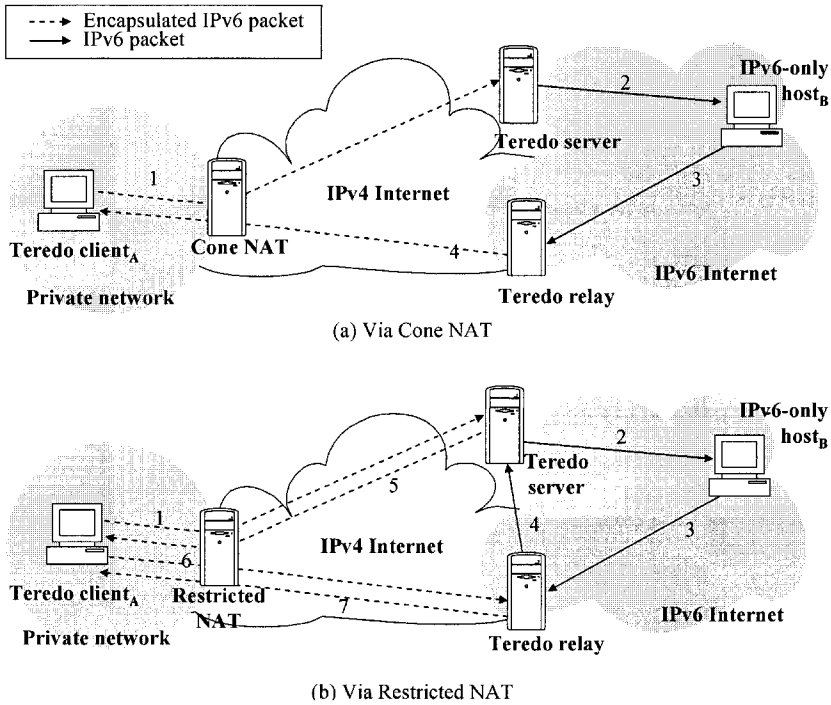 Encapsulated IPv6 packet
IPv6 packet
IPv6-only
hostB
2
Teredo server
1
3
IPv4 Internet
Teredo clientA
Cone NAT
4
IPv6 Internet
Private network
Teredo relay
(a) Via Cone NAT
IPv6-only
hostB
2
Teredo
server
5
1
4
3
IPv4 Internet
6
Teredo clientA
Restricted
NAT
7
IPv6 Internet
Private network
Teredo relay
(b) Via Restricted NAT